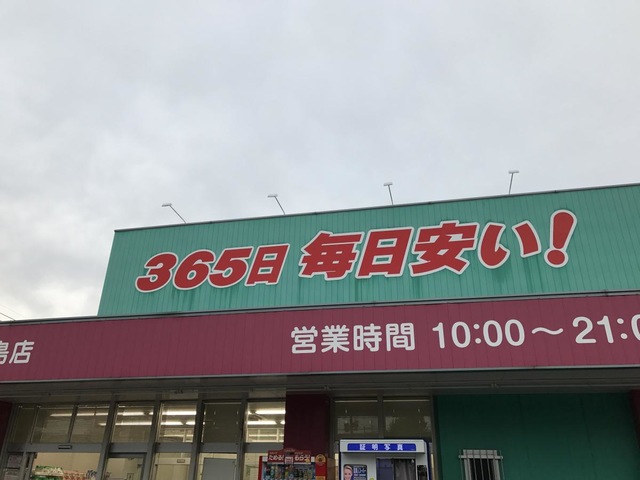 365日 毎日安い!
島店
営業時間 10:00～21:0
証明写真